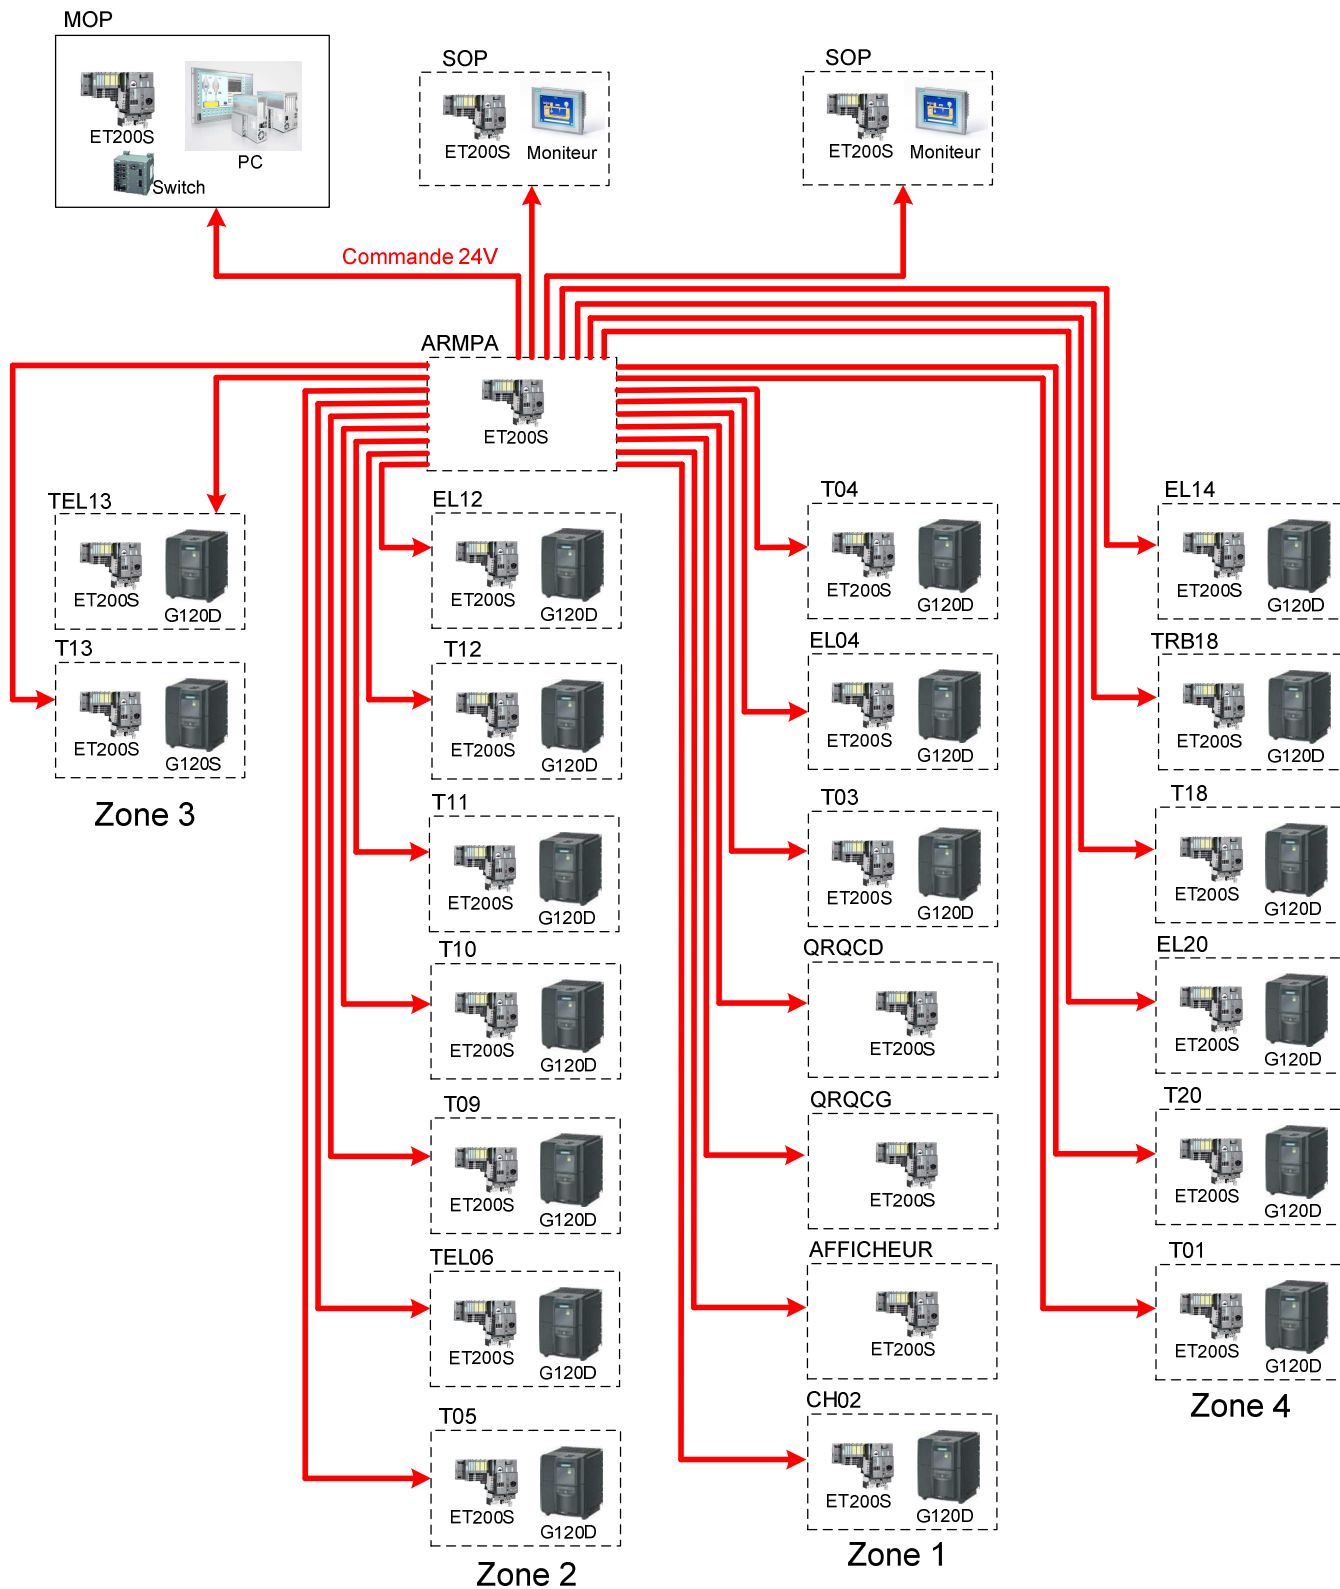 MOP
ET200S
PC
Switch
SOP
ET200S
Moniteur
SOP
ET200S
Moniteur
Commande 24V
ARMPA
ET200S
TEL13
ET200S
G120D
T13
ET200S
G120S
Zone 3
EL12
ET200S
G120D
T12
ET200S
G120D
T11
ET200S
G120D
T10
ET200S
G120D
T09
ET200S
G120D
TEL06
ET200S
G120D
T05
ET200S
G120D
Zone 2
T04
ET200S
G120D
EL04
ET200S
G120D
T03
ET200S
G120D
QRQCD
ET200S
QRQCG
ET200S
AFFICHEUR
ET200S
CH02
ET200S
G120D
Zone 1
EL14
ET200S
G120D
TRB18
ET200S
G120D
T18
ET200S
G120D
EL20
ET200S
G120D
T20
ET200S
G120D
T01
ET200S
G120D
Zone 4